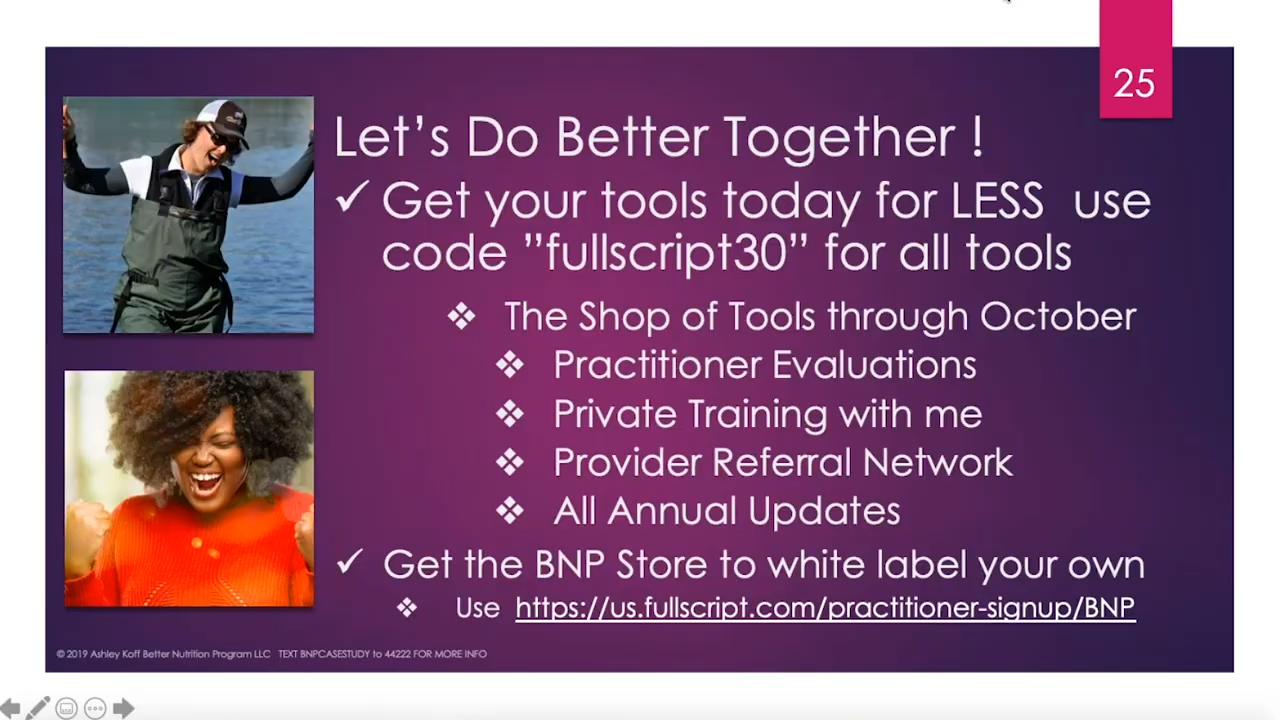 25
Let's Do Better Together !
✓ Get your tools today for LESS use
code ”fullscript30” for all tools
❖ The Shop of Tools through October
❖ Practitioner Evaluations
❖ Private Training with me
❖ Provider Referral Network
❖ All Annual Updates
✓ Get the BNP Store to white label your own
❖ Use https://us.fullscript.com/practitioner-signup/BNP
© 2019 Ashley Koff Better Nutrition Program LLC TEXT BNPCASESTUDY to 44222 FOR MORE INFO